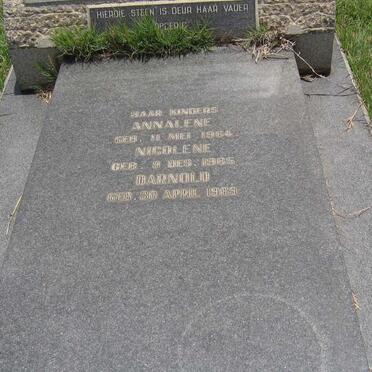 HIERDIE STEEN IS DEUR HAAR VADER
OPGERIG
HAAR KINDERS
ANNALENE
GEB. 11 MEI 1964.
NICOLENE
GEB. 9 DES. 1965
DARNOLD
GEB. 30 APRIL 1969